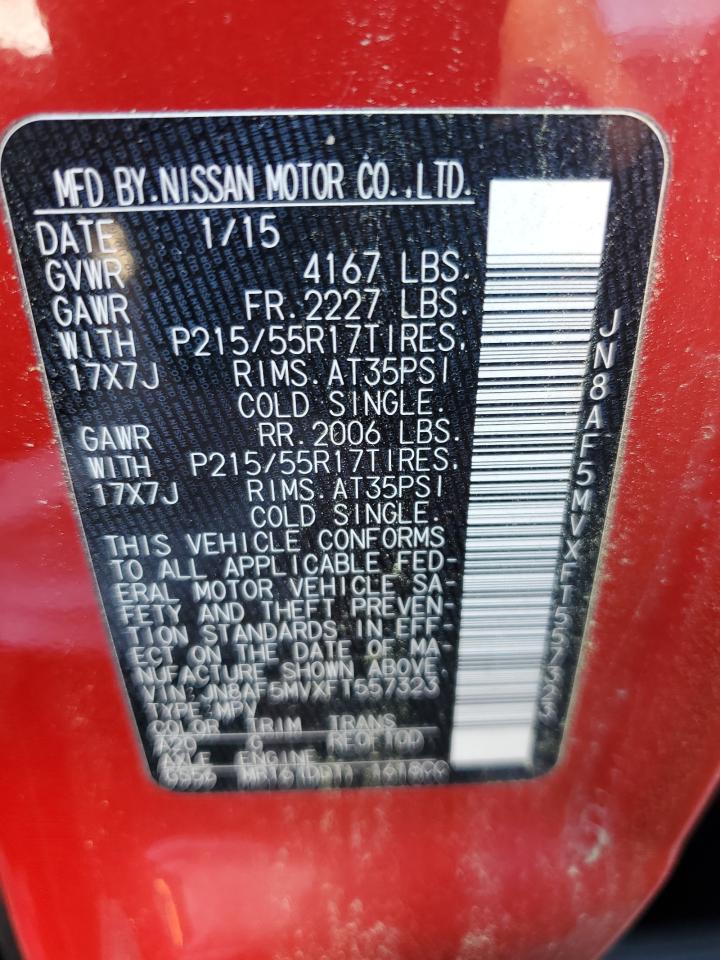 MFD BY.NISSAN MOTOR CO.,LTD.
DATE 1/15
GVWR 4167 LBS.
GAWR FR.2227 LBS.
WITH P215/55R17TIRES,
17X7J RIMS.AT35PSI
COLD SINGLE.
GAWR RR.2006 LBS.
WITH P215/55R17TIRES,
17X7J RIMS.AT35PSI
COLD SINGLE.
THIS VEHICLE CONFORMS
TO ALL APPLICABLE FED-
ERAL MOTOR VEHICLE SA-
FETY AND THEFT PREVEN-
TION STANDARDS IN EFF-
ECT ON THE DATE OF MA-
NUFACTURE SHOWN ABOVE.
VIN:JN8AF5MVXFT557323
TYPE:MPV
COLOR TRIM TRANS
A20 G
AXLE ENGINE
1618CC
JN8AF5MVXFT557323